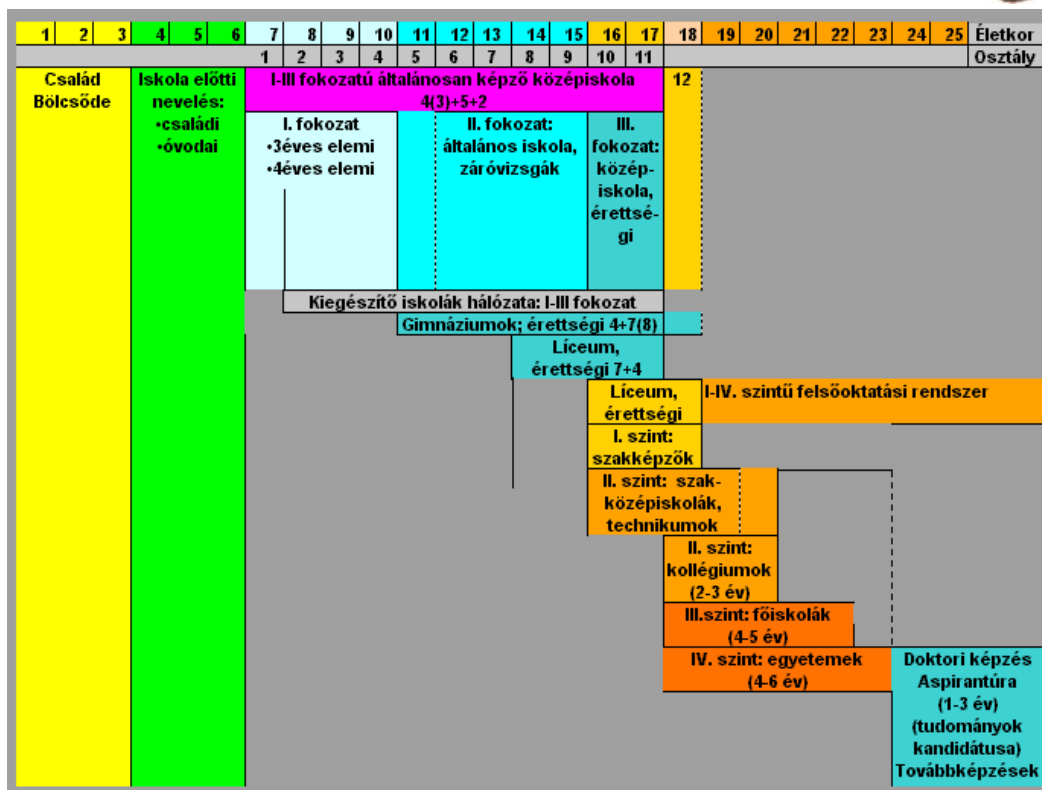 1 2 3 4 5 6 7 8 9 10 11 12 13 14 15 16 17 18 19 20 21 22 23 24 25 Életkor
1 2 3 4 5 6 7 8 9 10 11 Osztály
Család
Bölcsőde
Iskola előtti
nevelés:
•családi
•óvodai
I-III fokozatú általánosan képző középiskola
4(3)+5+2
12
I. fokozat
•3éves elemi
•4éves elemi
II. fokozat:
általános iskola,
záróvizsgák
III.
fokozat:
közép-
iskola,
érettsé-
gi
Kiegészítő iskolák hálózata: I-III fokozat
Gimnáziumok; érettségi 4+7(8)
Líceum,
érettségi 7+4
Líceum,
érettségi
I-IV. szintű felsőoktatási rendszer
I. szint:
szakképzők
II. szint: szak-
középiskolák,
technikumok
II. szint:
kollégiumok
(2-3 év)
III.szint: főiskolák
(4-5 év)
IV. szint: egyetemek
(4-6 év)
Doktori képzés
Aspirantúra
(1-3 év)
(tudományok
kandidátusa)
Továbbképzések